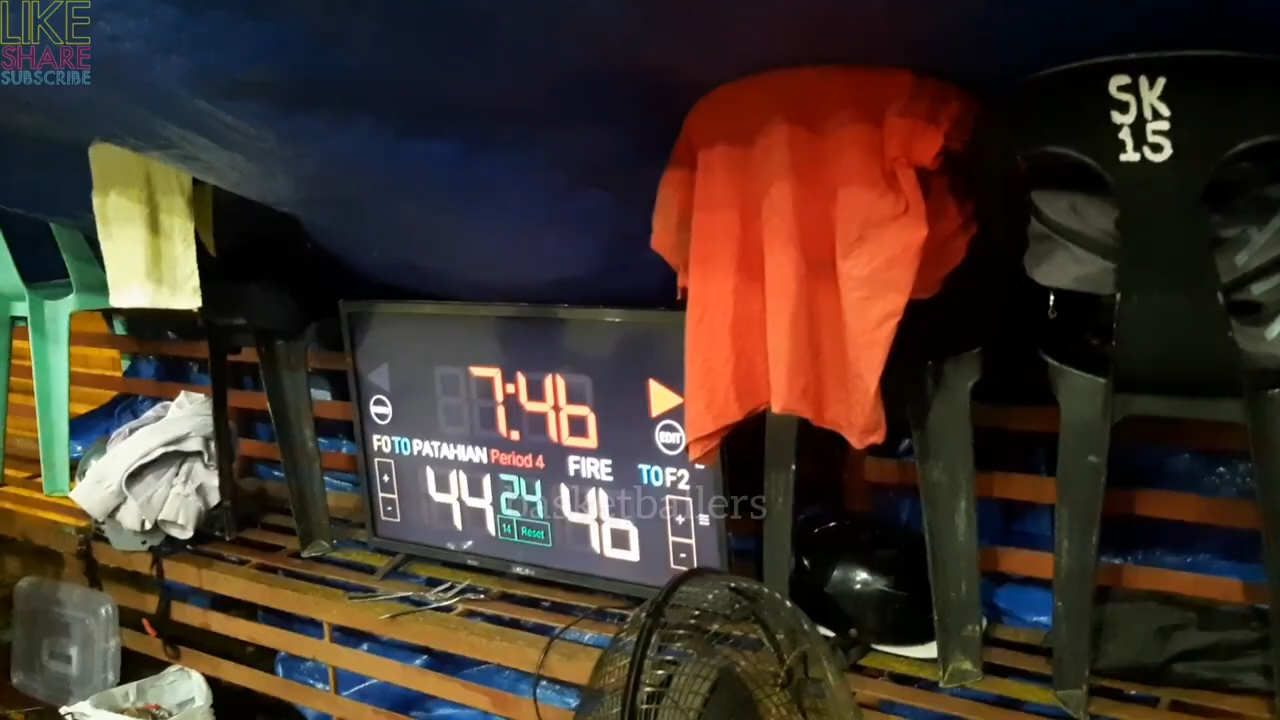 LIKE
SHARE
SUBSCRIBE
SK
15
7:46
EDIT
F0 TO PATAHIAN Period 4 FIRE TO F2
44 24 46
+ +
14 Reset
- -
basketballers